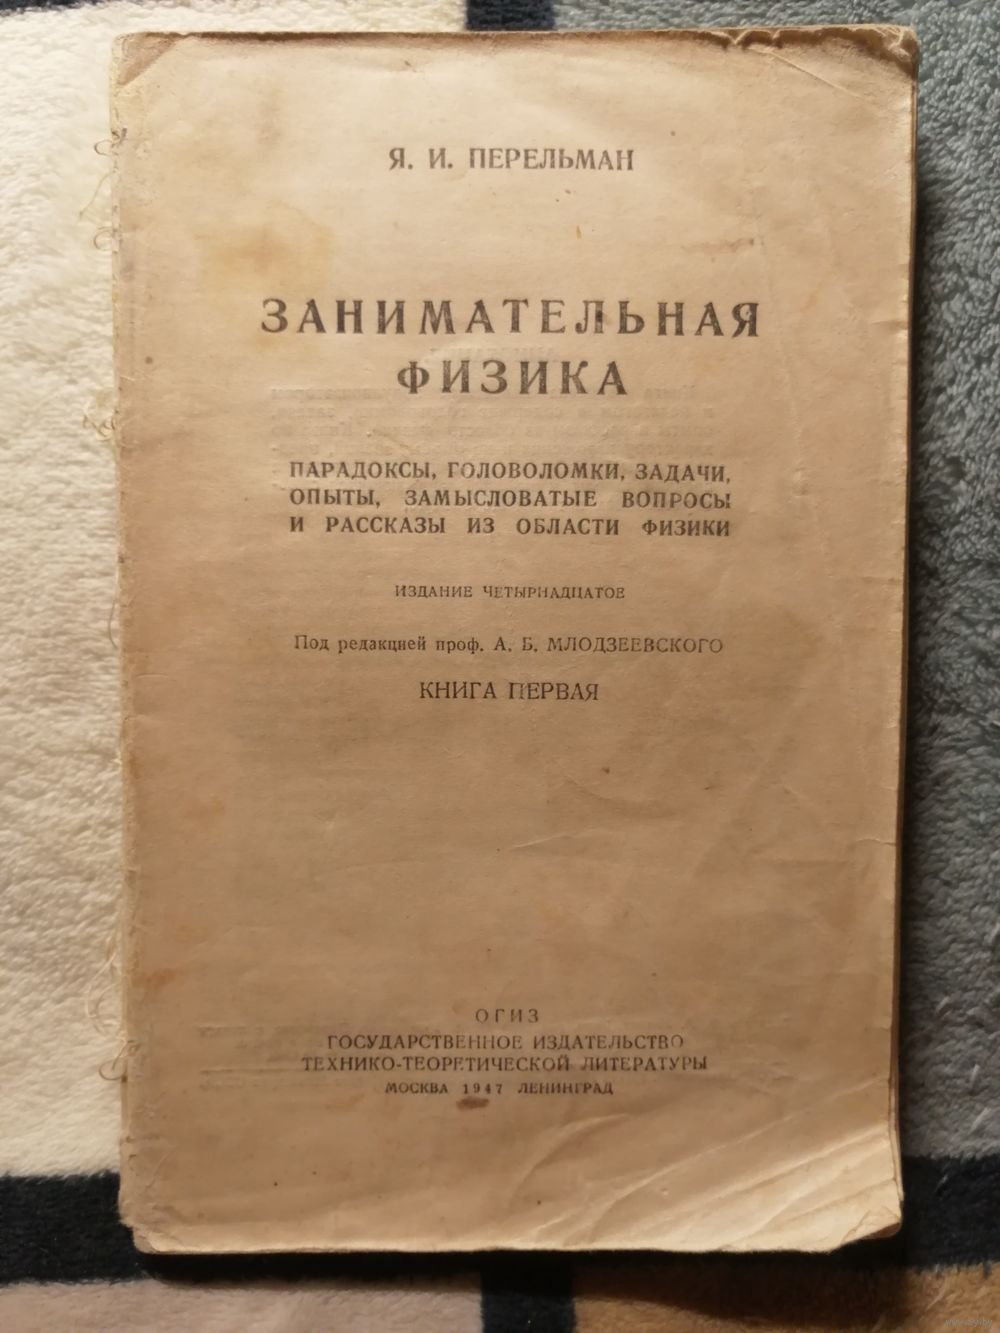 Я. И. ПЕРЕЛЬМАН
ЗАНИМАТЕЛЬНАЯ
ФИЗИКА
ПАРАДОКСЫ, ГОЛОВОЛОМКИ, ЗАДАЧИ,
ОПЫТЫ, ЗАМЫСЛОВАТЫЕ ВОПРОСЫ
И РАССКАЗЫ ИЗ ОБЛАСТИ ФИЗИКИ
ИЗДАНИЕ ЧЕТЫРНАДЦАТОЕ
Под редакцией проф. А. Б. МЛОДЗЕЕВСКОГО
КНИГА ПЕРВАЯ
ОГИЗ
ГОСУДАРСТВЕННОЕ ИЗДАТЕЛЬСТВО
ТЕХНИКО-ТЕОРЕТИЧЕСКОЙ ЛИТЕРАТУРЫ
МОСКВА 1947 ЛЕНИНГРАД